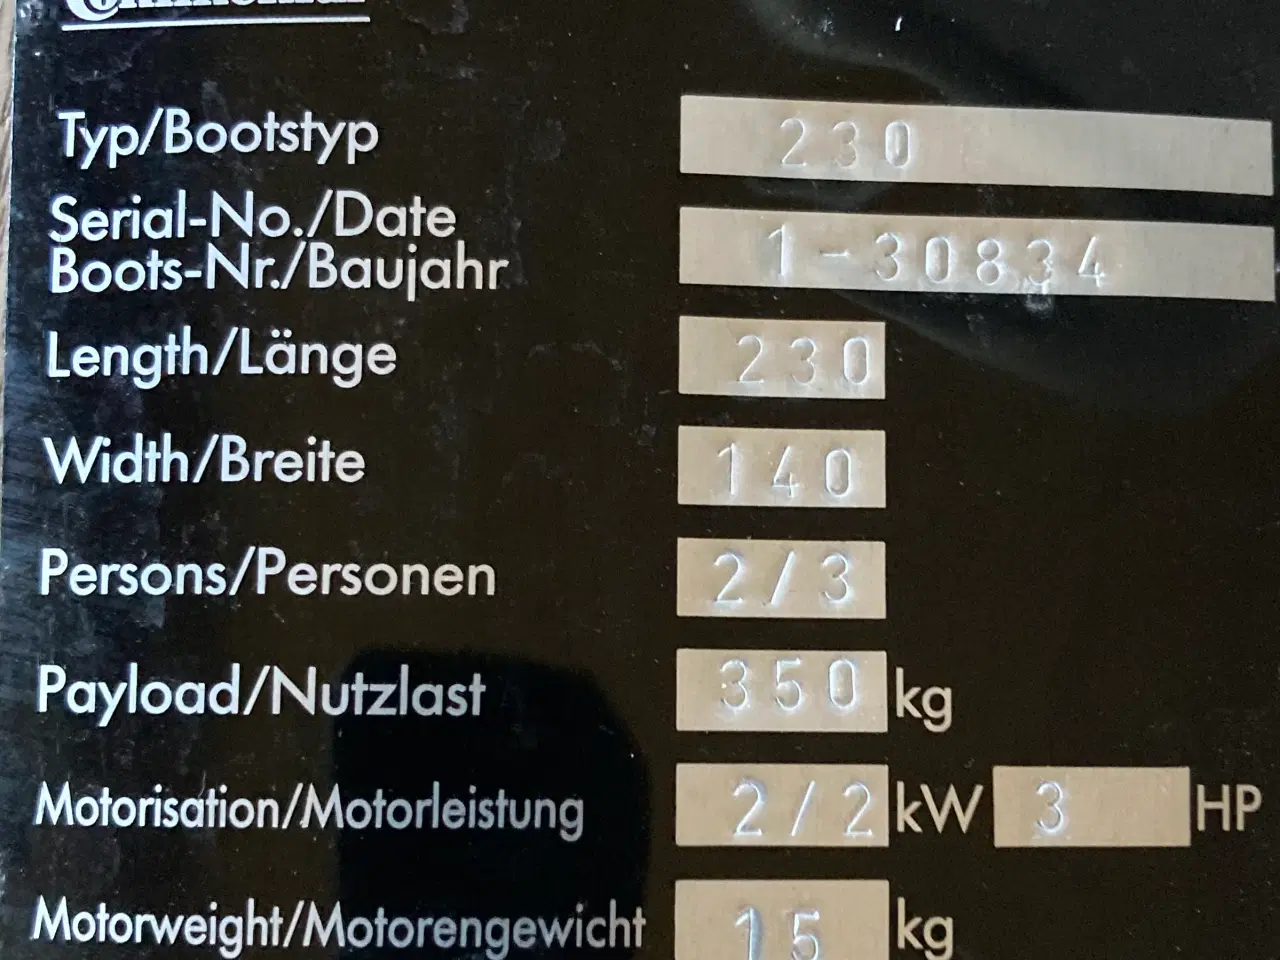 Typ/Bootstyp 230
Serial-No./Date
Boots-Nr./Baujahr 1-30834
Length/Länge 230
Width/Breite 140
Persons/Personen 2/3
Payload/Nutzlast 350 kg
Motorisation/Motorleistung 2/2 kW 3 HP
Motorweight/Motorengewicht 15 kg